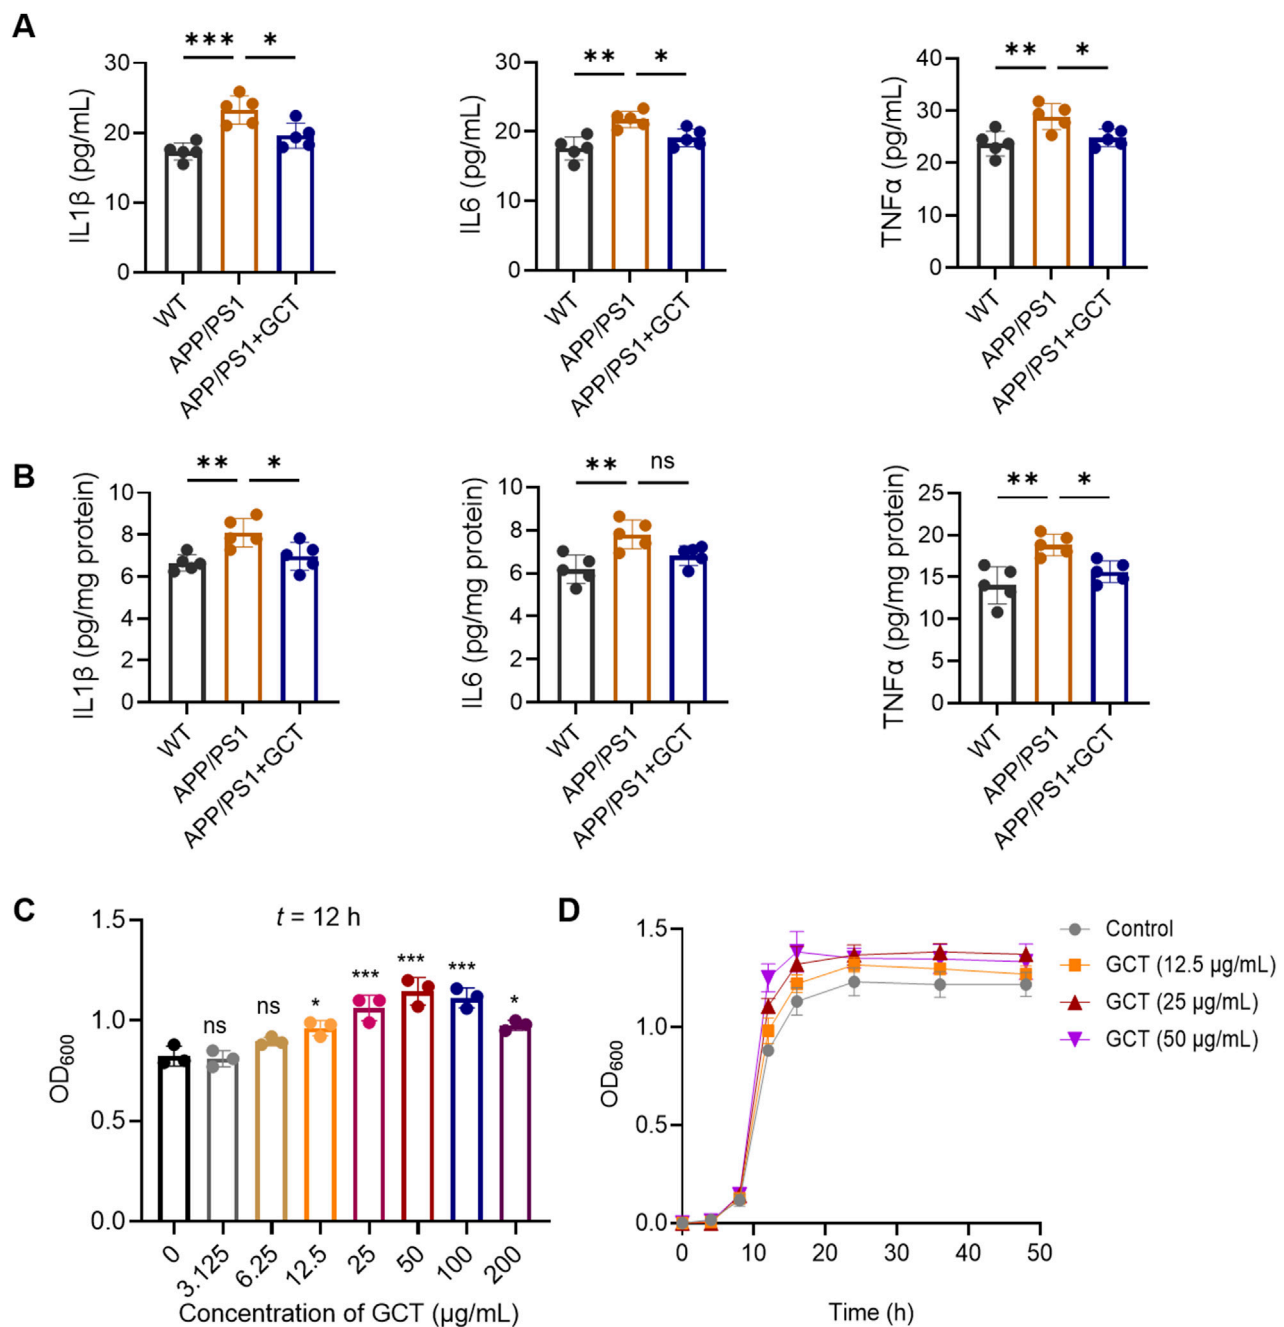 A
*** *
30
20
10
0
IL1β (pg/mL)
WT
APP/PS1
APP/PS1+GCT
** *
30
20
10
0
IL6 (pg/mL)
WT
APP/PS1
APP/PS1+GCT
** *
40
30
20
10
0
TNFα (pg/mL)
WT
APP/PS1
APP/PS1+GCT
B
** *
10
8
6
4
2
0
IL1β (pg/mg protein)
WT
APP/PS1
APP/PS1+GCT
** ns
10
8
6
4
2
0
IL6 (pg/mg protein)
WT
APP/PS1
APP/PS1+GCT
** *
25
20
15
10
5
0
TNFα (pg/mg protein)
WT
APP/PS1
APP/PS1+GCT
C
t = 12 h
1.5
1.0
0.5
0.0
OD600
ns
ns
*
***
***
***
*
0
3.125
6.25
12.5
25
50
100
200
Concentration of GCT (μg/mL)
D
1.5
1.0
0.5
0.0
OD600
0 10 20 30 40 50
Time (h)
Control
GCT (12.5 μg/mL)
GCT (25 μg/mL)
GCT (50 μg/mL)